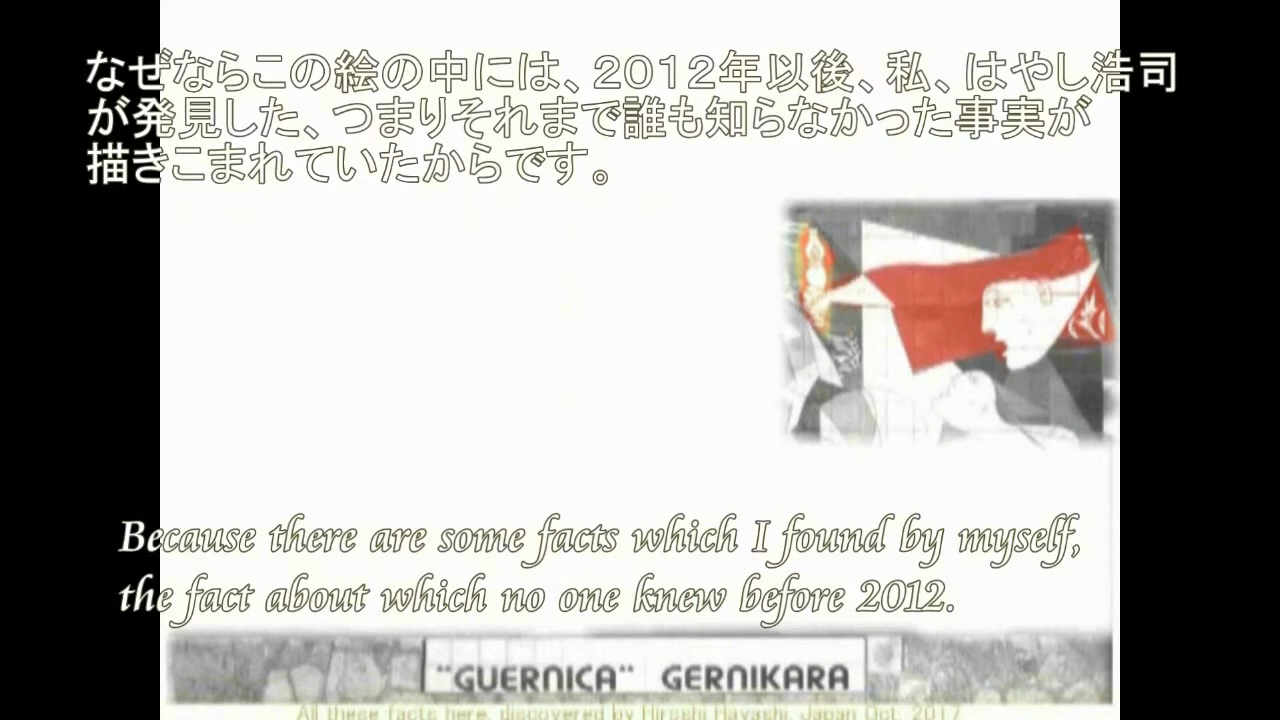 なぜならこの絵の中には、2012年以後、私、はやし浩司
が発見した、つまりそれまで誰も知らなかった事実が
描きこまれていたからです。
Because there are some facts which I found by myself,
the fact about which no one knew before 2012.
"GUERNICA" GERNIKARA
All these facts here, discovered by Hiroshi Hayashi, Japan Oct. 2017